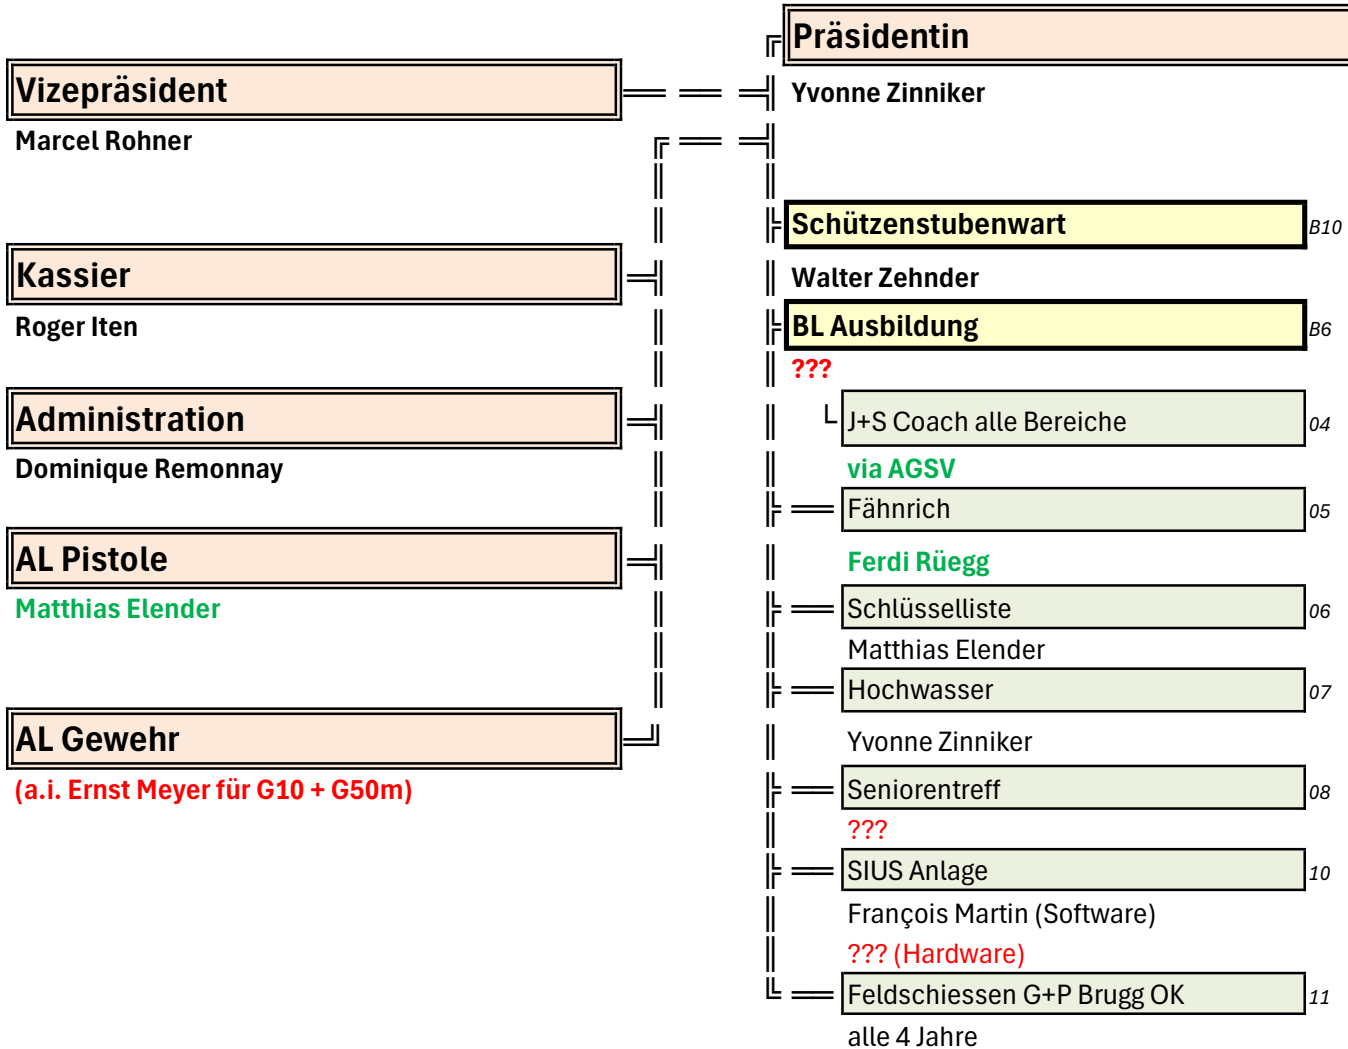 Präsidentin
Yvonne Zinniker
Vizepräsident
Marcel Rohner
Kassier
Roger Iten
Administration
Dominique Remonnay
AL Pistole
Matthias Elender
AL Gewehr
(a.i. Ernst Meyer für G10 + G50m)
Schützenstubenwart B10
Walter Zehnder
BL Ausbildung B6
???
J+S Coach alle Bereiche 04
via AGSV
Fähnrich 05
Ferdi Rüegg
Schlüsselliste 06
Matthias Elender
Hochwasser 07
Yvonne Zinniker
Seniorentreff 08
???
SIUS Anlage 10
François Martin (Software)
??? (Hardware)
Feldschiessen G+P Brugg OK 11
alle 4 Jahre